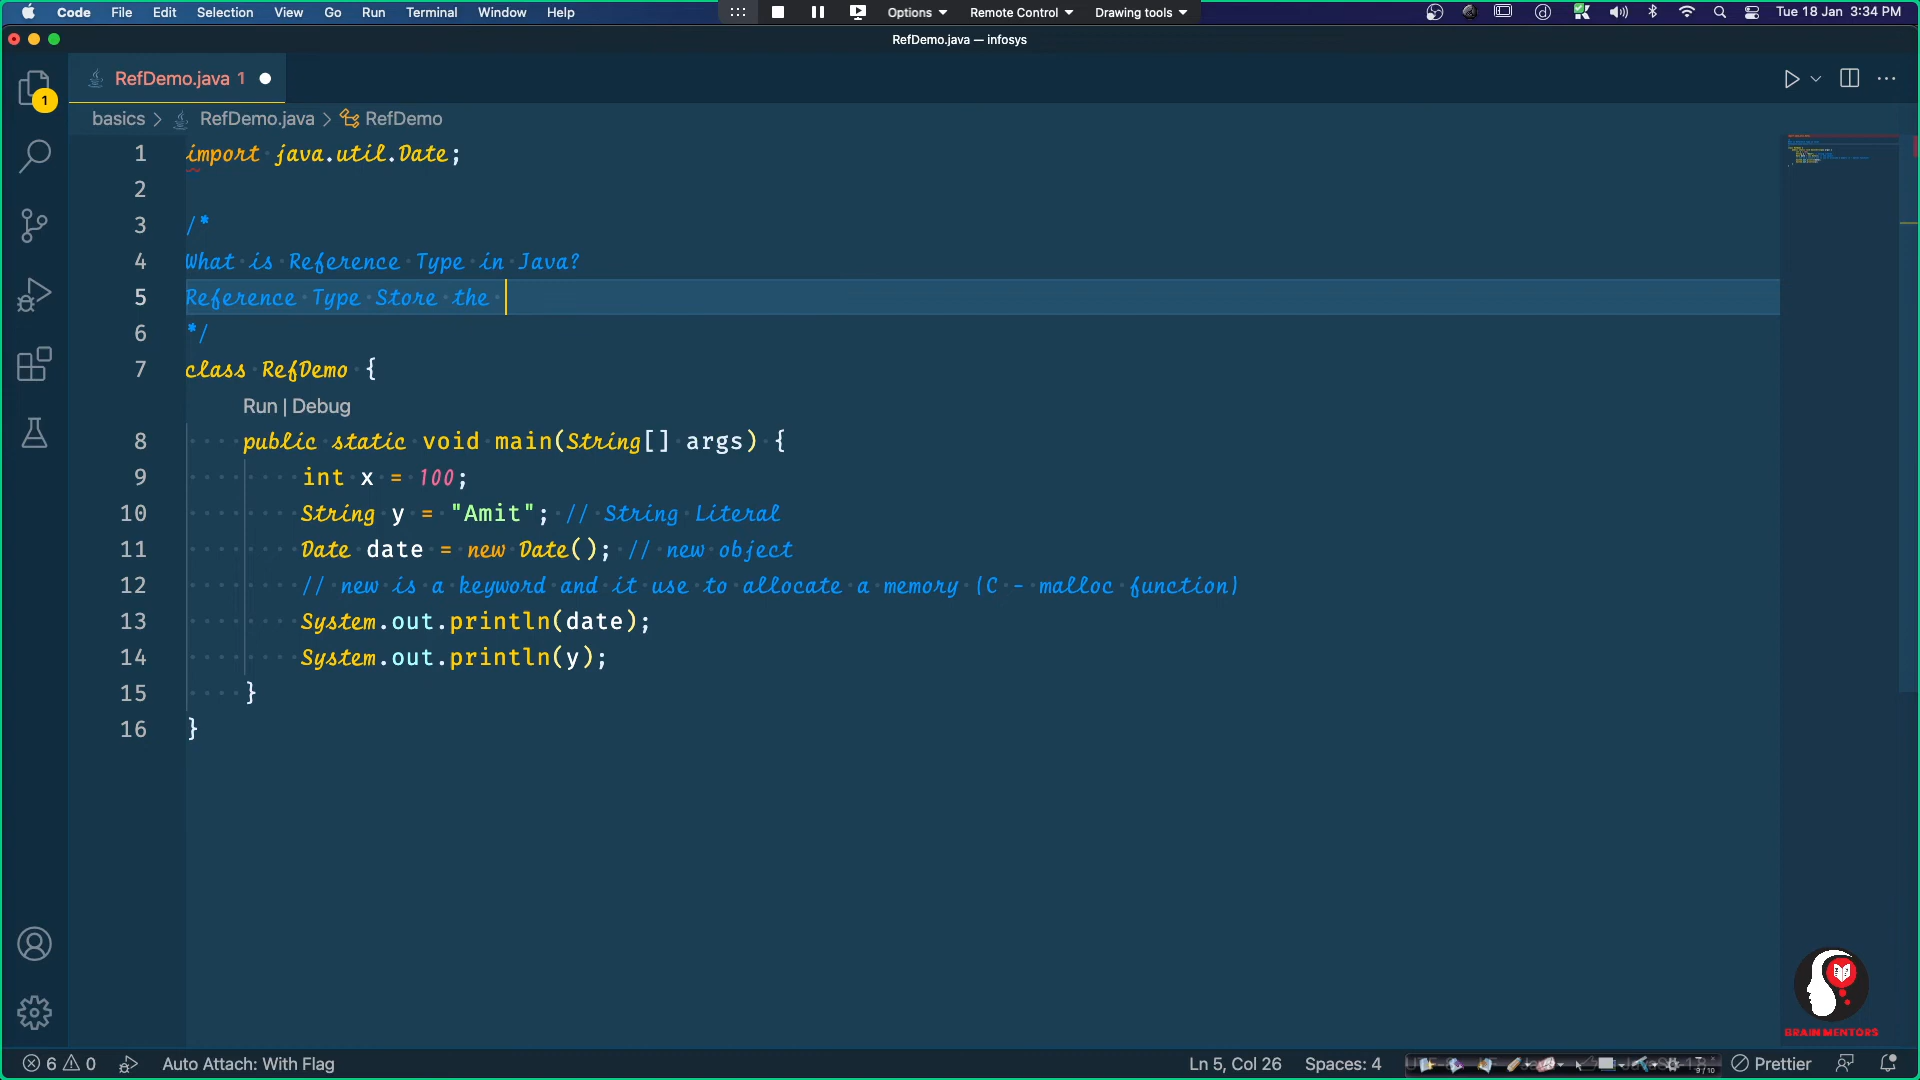 Code File Edit Selection View Go Run Terminal Window Help Options Remote Control Drawing tools Tue 18 Jan 3:34 PM
RefDemo.java — infosys
RefDemo.java 1
1
basics > RefDemo.java > RefDemo
1 import java.util.Date;
2
3 /*
4 What is Reference Type in Java?
5 Reference Type Store the
6 */
7 class RefDemo {
Run | Debug
8 public static void main(String[] args) {
9 int x = 100;
10 String y = "Amit"; // String Literal
11 Date date = new Date(); // new object
12 // new is a keyword and it use to allocate a memory (C - malloc function)
13 System.out.println(date);
14 System.out.println(y);
15 }
16 }
BRAIN MENTORS
6 0 Auto Attach: With Flag Ln 5, Col 26 Spaces: 4 9/10 Prettier